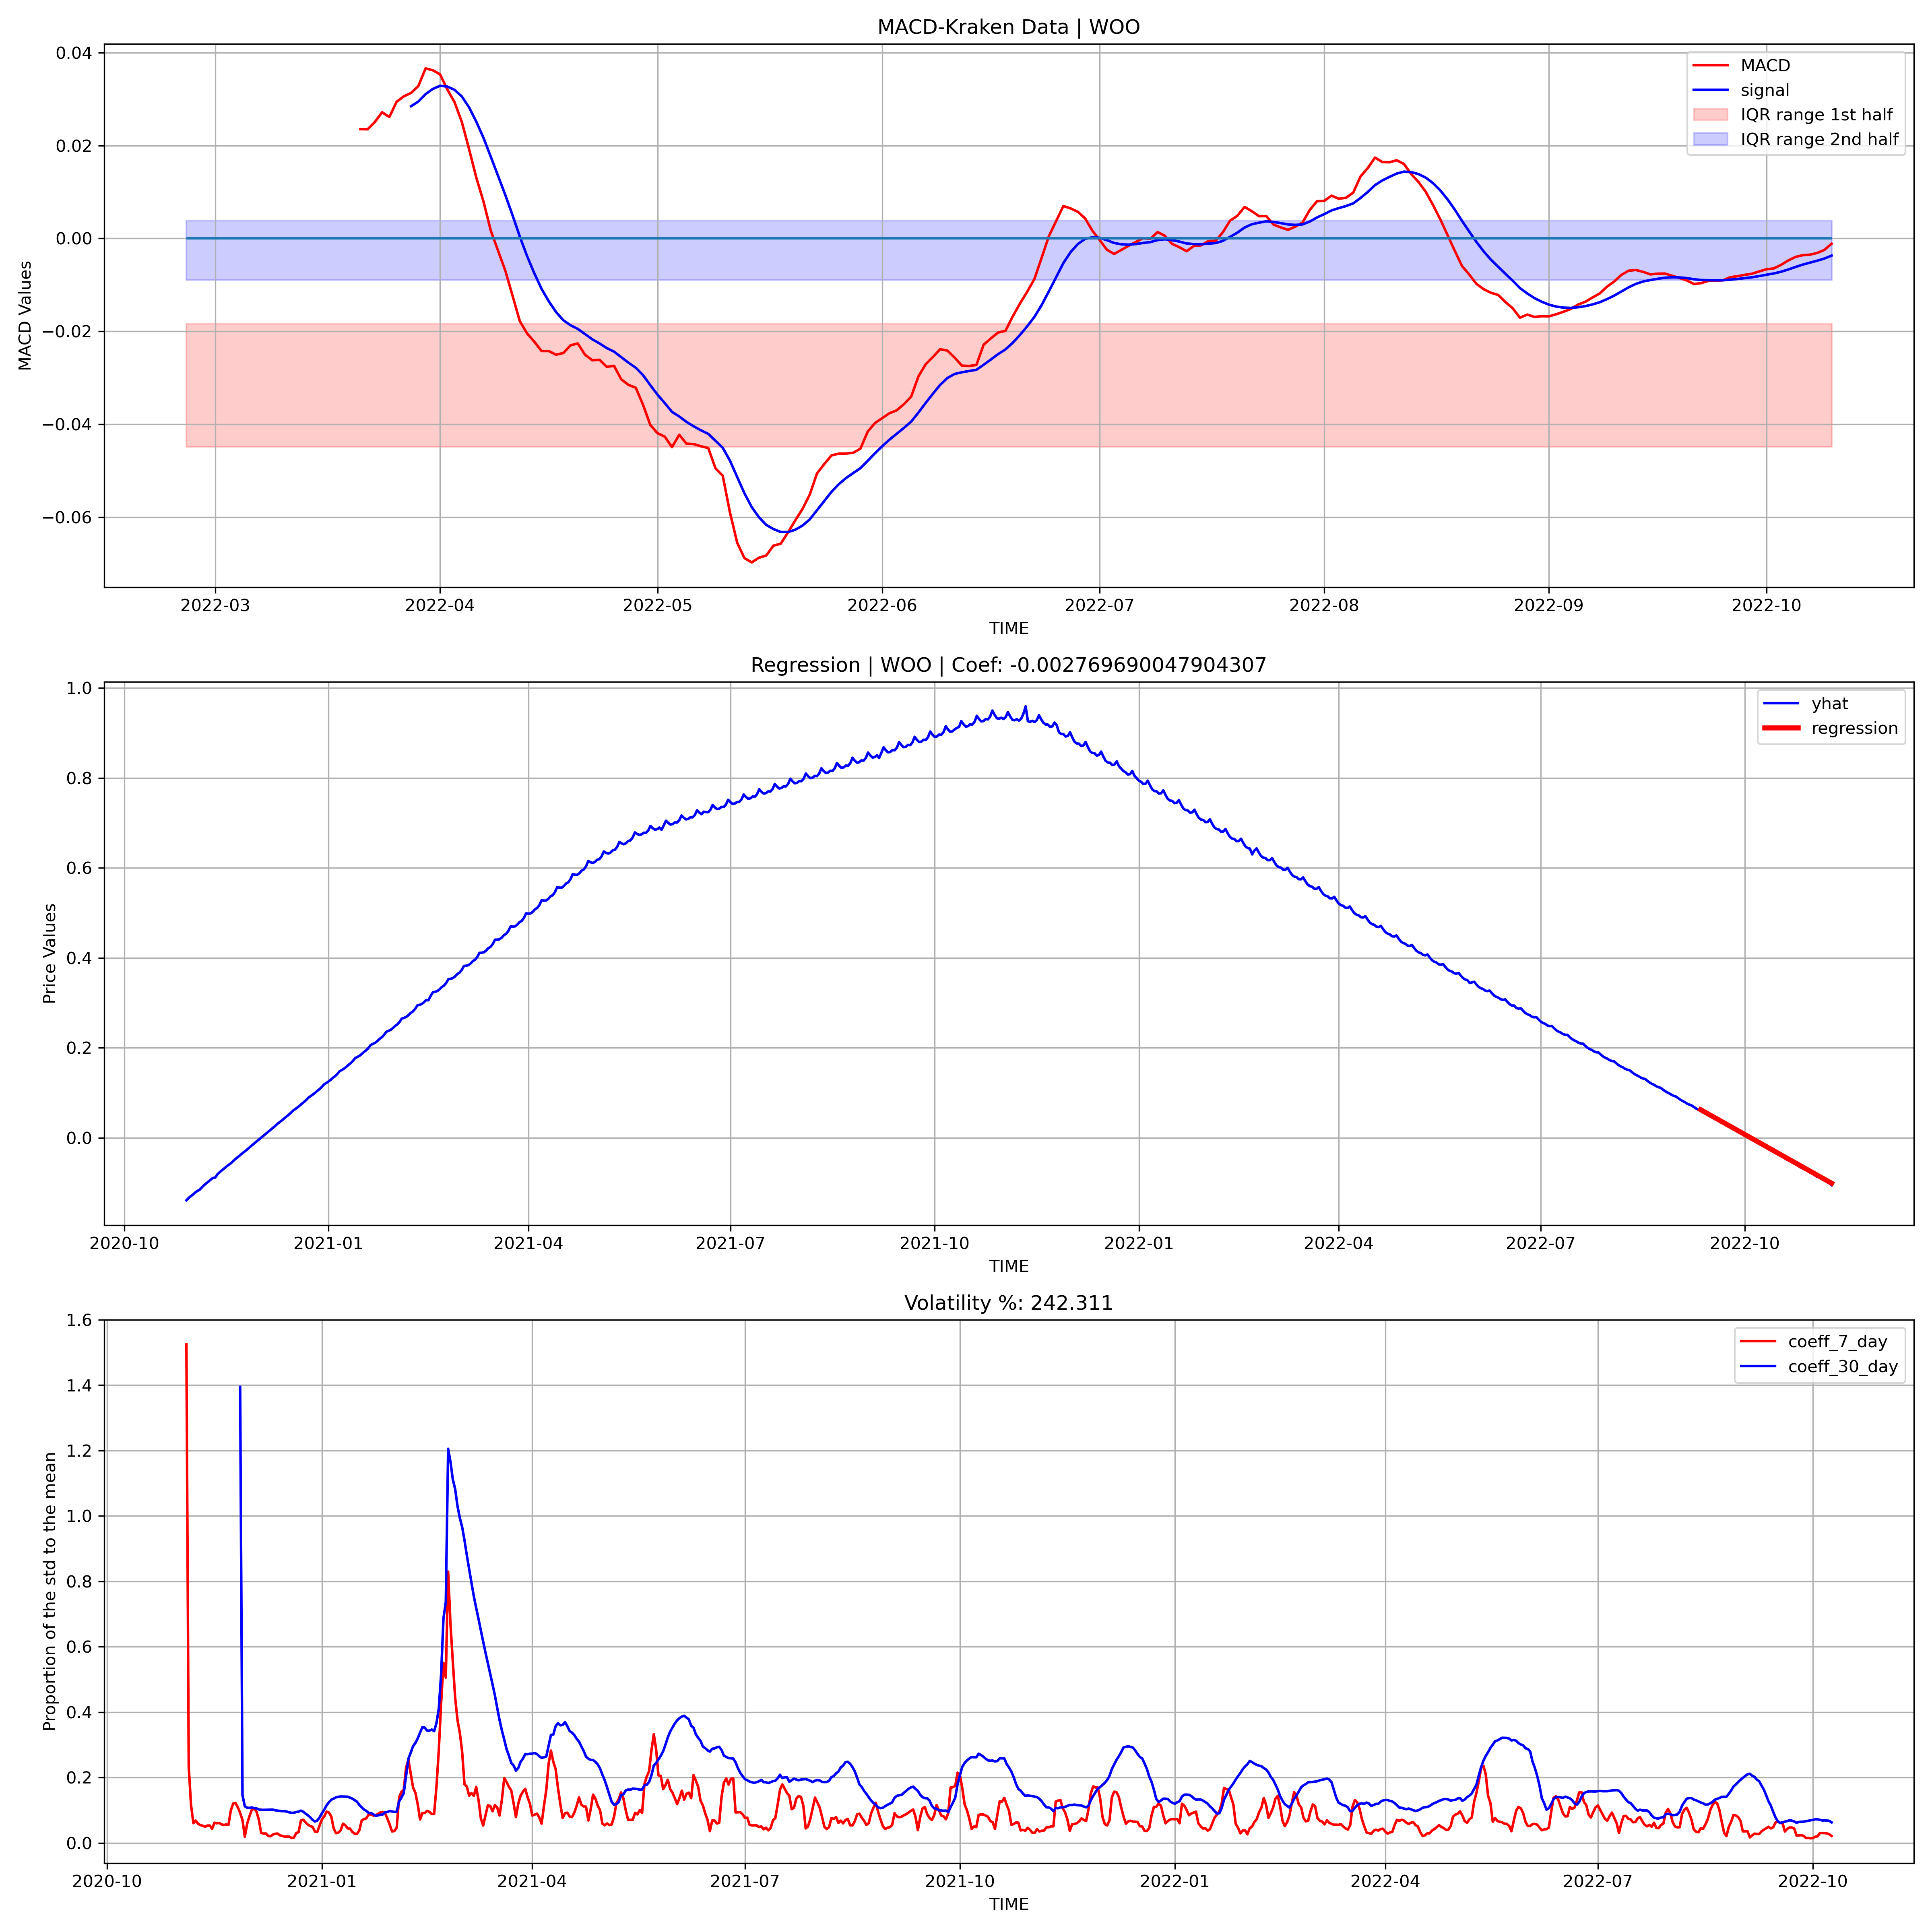 MACD-Kraken Data | WOO
0.04
0.02
0.00
−0.02
−0.04
−0.06
MACD Values
MACD
signal
IQR range 1st half
IQR range 2nd half
2022-03 2022-04 2022-05 2022-06 2022-07 2022-08 2022-09 2022-10
TIME
Regression | WOO | Coef: -0.002769690047904307
1.0
0.8
0.6
0.4
0.2
0.0
Price Values
yhat
regression
2020-10 2021-01 2021-04 2021-07 2021-10 2022-01 2022-04 2022-07 2022-10
TIME
Volatility %: 242.311
1.6
1.4
1.2
1.0
0.8
0.6
0.4
0.2
0.0
Proportion of the std to the mean
coeff_7_day
coeff_30_day
2020-10 2021-01 2021-04 2021-07 2021-10 2022-01 2022-04 2022-07 2022-10
TIME